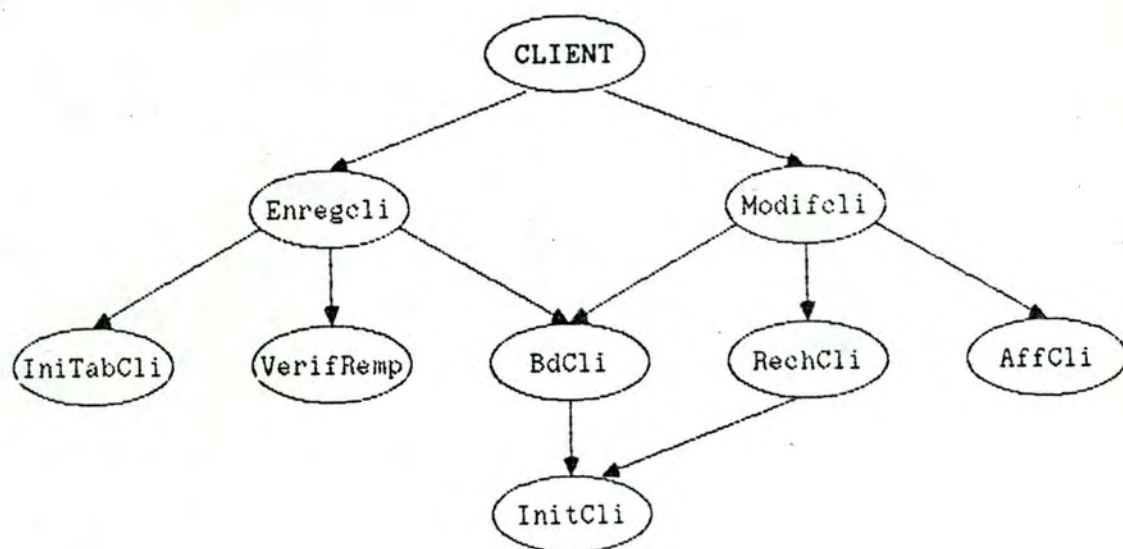 CLIENT
Enregcli
Modifcli
IniTabCli
VerifRemp
BdCli
RechCli
AffCli
InitCli